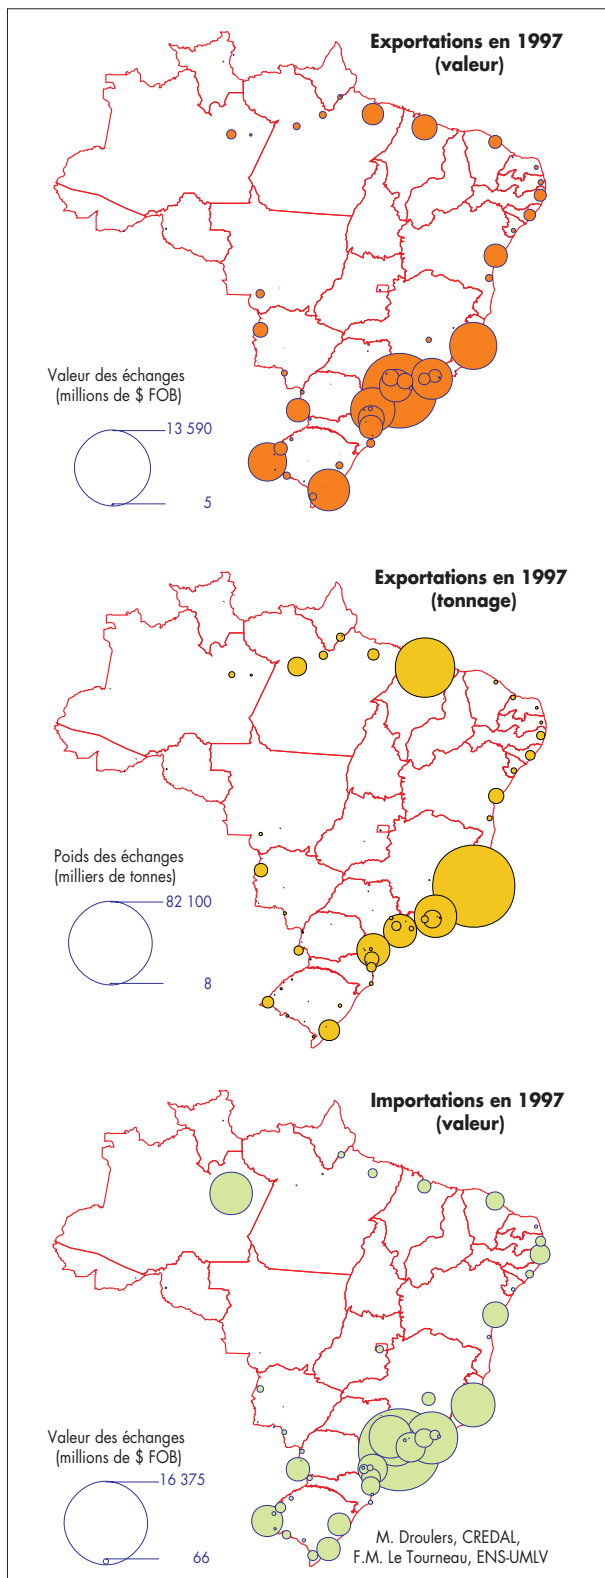 Exportations en 1997
(valeur)
Valeur des échanges
(millions de $ FOB)
13 590
5
Exportations en 1997
(tonnage)
Poids des échanges
(milliers de tonnes)
82 100
8
Importations en 1997
(valeur)
Valeur des échanges
(millions de $ FOB)
16 375
66
M. Droulers, CREDAL,
F.M. Le Tourneau, ENS-UMLV